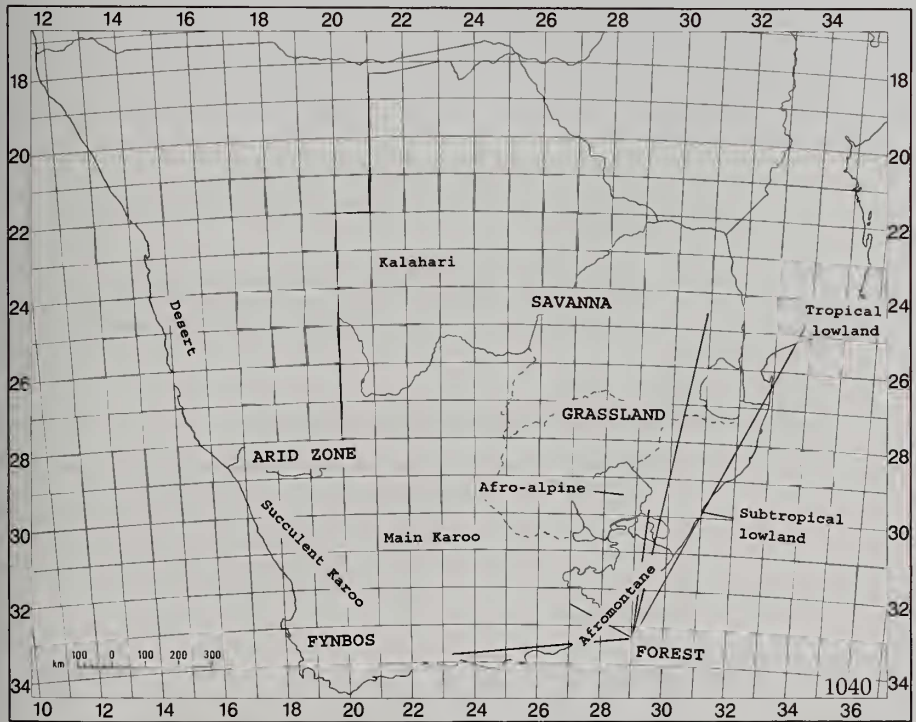 12 14 16 18 20 22 24 26 28 30 32 34
18 18
20 20
22 22
Kalahari
24 SAVANNA 24
Desert
Tropical
lowland
26 26
GRASSLAND
28 ARID ZONE 28
Afro-alpine
Succulent Karoo
30 Main Karoo Subtropical 30
lowland
Afromontane
32 32
FYNBOS FOREST
km 100 0 100 200 300
34 1040 34
10 12 14 16 18 20 22 24 26 28 30 32 34 36